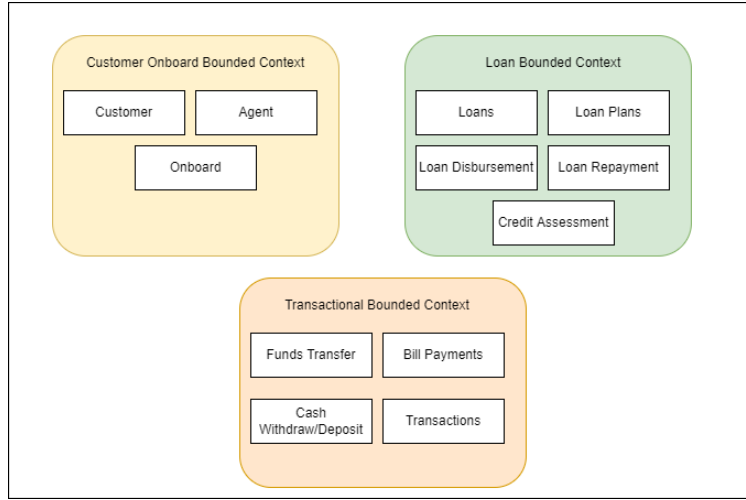 Customer Onboard Bounded Context
Customer
Agent
Onboard
Loan Bounded Context
Loans
Loan Plans
Loan Disbursement
Loan Repayment
Credit Assessment
Transactional Bounded Context
Funds Transfer
Bill Payments
Cash
Withdraw/Deposit
Transactions